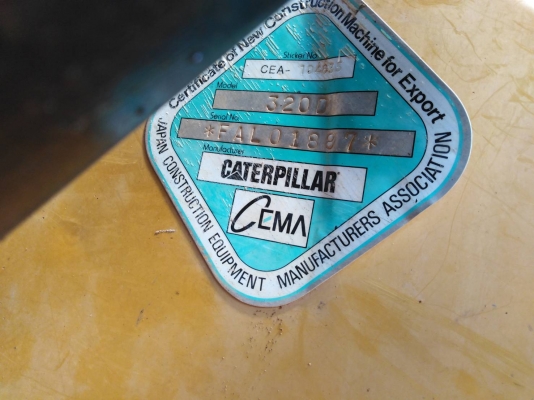 Certificate of New Construction Machine for Export
Sticker No.
CEA-
Model
320D
Serial No.
*FAL01887*
Manufacturer
CATERPILLAR
CEMA
JAPAN CONSTRUCTION EQUIPMENT MANUFACTURERS ASSOCIATION